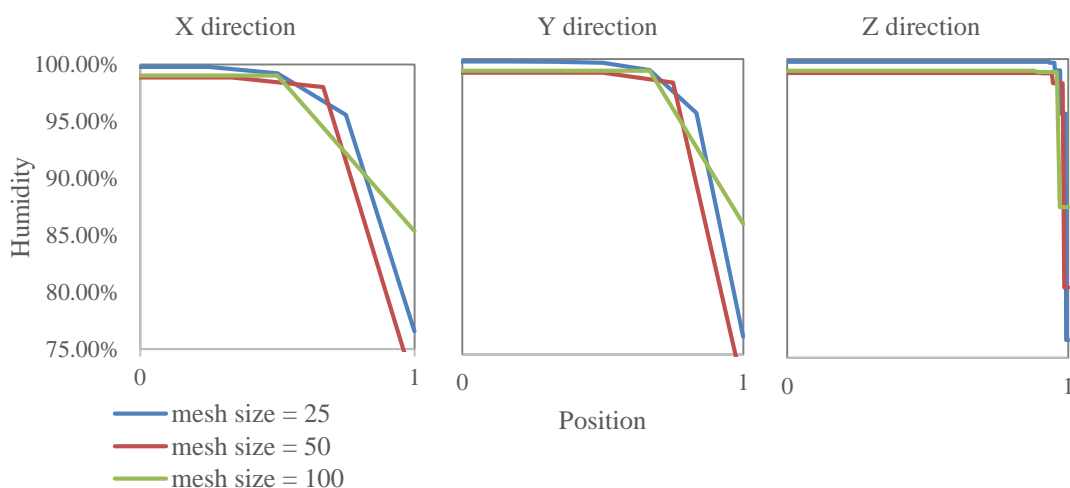 X direction
Y direction
Z direction
100.00%
95.00%
90.00%
85.00%
80.00%
75.00%
Humidity
0
1
0
1
0
1
Position
mesh size = 25
mesh size = 50
mesh size = 100